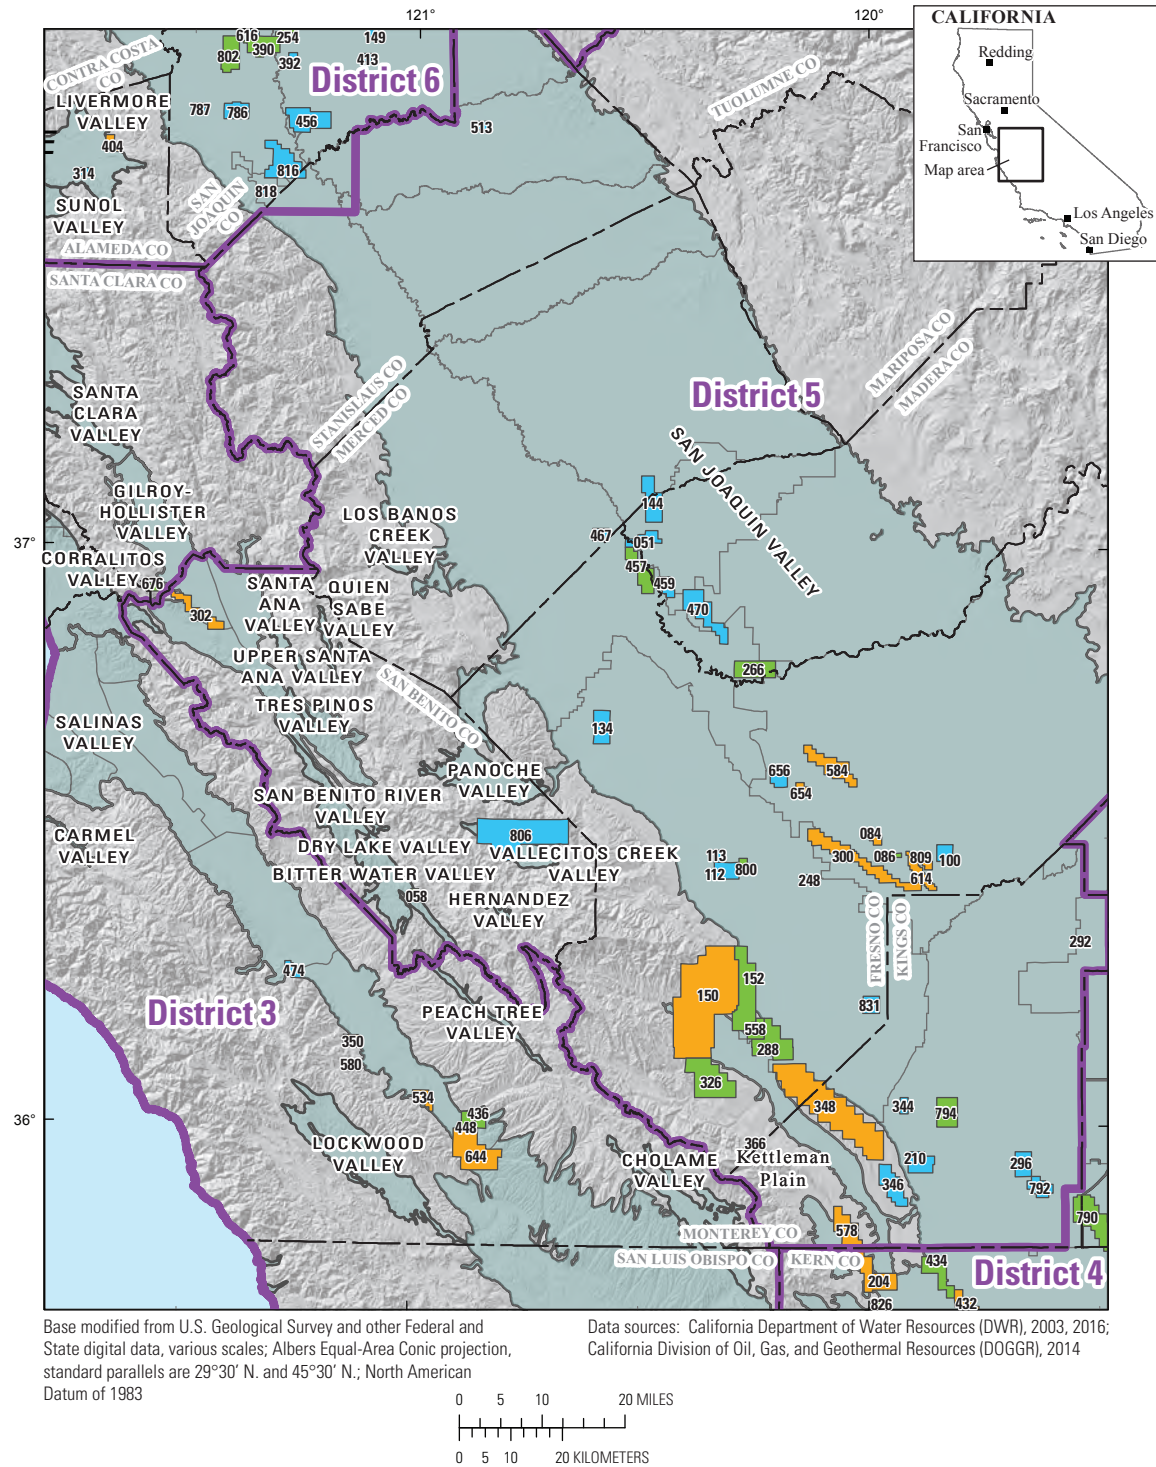 121°
120°
CALIFORNIA
Redding
Sacramento
San
Francisco
Map area
Los Angeles
San Diego
616
254
149
802
390
392
413
CONTRA COSTA
CO
District 6
TUOLUMNE CO
LIVERMORE
VALLEY
787
786
456
513
404
314
816
818
SAN
JOAQUIN
CO
SUNOL
VALLEY
ALAMEDA CO
SANTA CLARA CO
MARIPOSA CO
MADERA CO
STANISLAUS CO
MERCED CO
District 5
SANTA
CLARA
VALLEY
SAN JOAQUIN VALLEY
GILROY-
HOLLISTER
VALLEY
LOS BANOS
CREEK
VALLEY
144
37°
467
051
457
459
CORRALITOS
VALLEY
676
SANTA
ANA
VALLEY
QUIEN
SABE
VALLEY
302
470
UPPER SANTA
ANA VALLEY
266
SAN BENITO CO
TRES PINOS
VALLEY
SALINAS
VALLEY
134
PANOCHE
VALLEY
656
584
654
SAN BENITO RIVER
VALLEY
806
CARMEL
VALLEY
DRY LAKE VALLEY
VALLECITOS CREEK
VALLEY
084
300
086
809
100
113
112
800
614
248
BITTER WATER VALLEY
058
HERNANDEZ
VALLEY
FRESNO CO
KINGS CO
292
474
150
152
831
District 3
PEACH TREE
VALLEY
558
288
350
580
326
534
348
344
794
36°
436
448
644
LOCKWOOD
VALLEY
366
CHOLAME
VALLEY
Kettleman
Plain
210
296
346
792
790
578
MONTEREY CO
SAN LUIS OBISPO CO
KERN CO
434
204
District 4
826
432
Base modified from U.S. Geological Survey and other Federal and
State digital data, various scales; Albers Equal-Area Conic projection,
standard parallels are 29°30′ N. and 45°30′ N.; North American
Datum of 1983
Data sources: California Department of Water Resources (DWR), 2003, 2016;
California Division of Oil, Gas, and Geothermal Resources (DOGGR), 2014
0 5 10 20 MILES
0 5 10 20 KILOMETERS